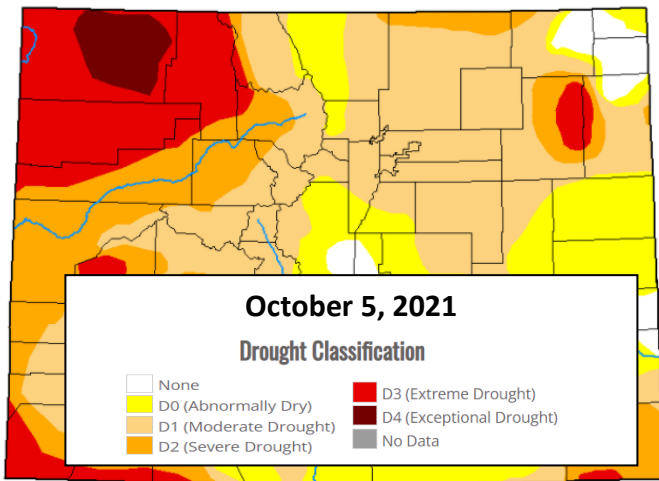 October 5, 2021
Drought Classification
None
D0 (Abnormally Dry)
D1 (Moderate Drought)
D2 (Severe Drought)
D3 (Extreme Drought)
D4 (Exceptional Drought)
No Data